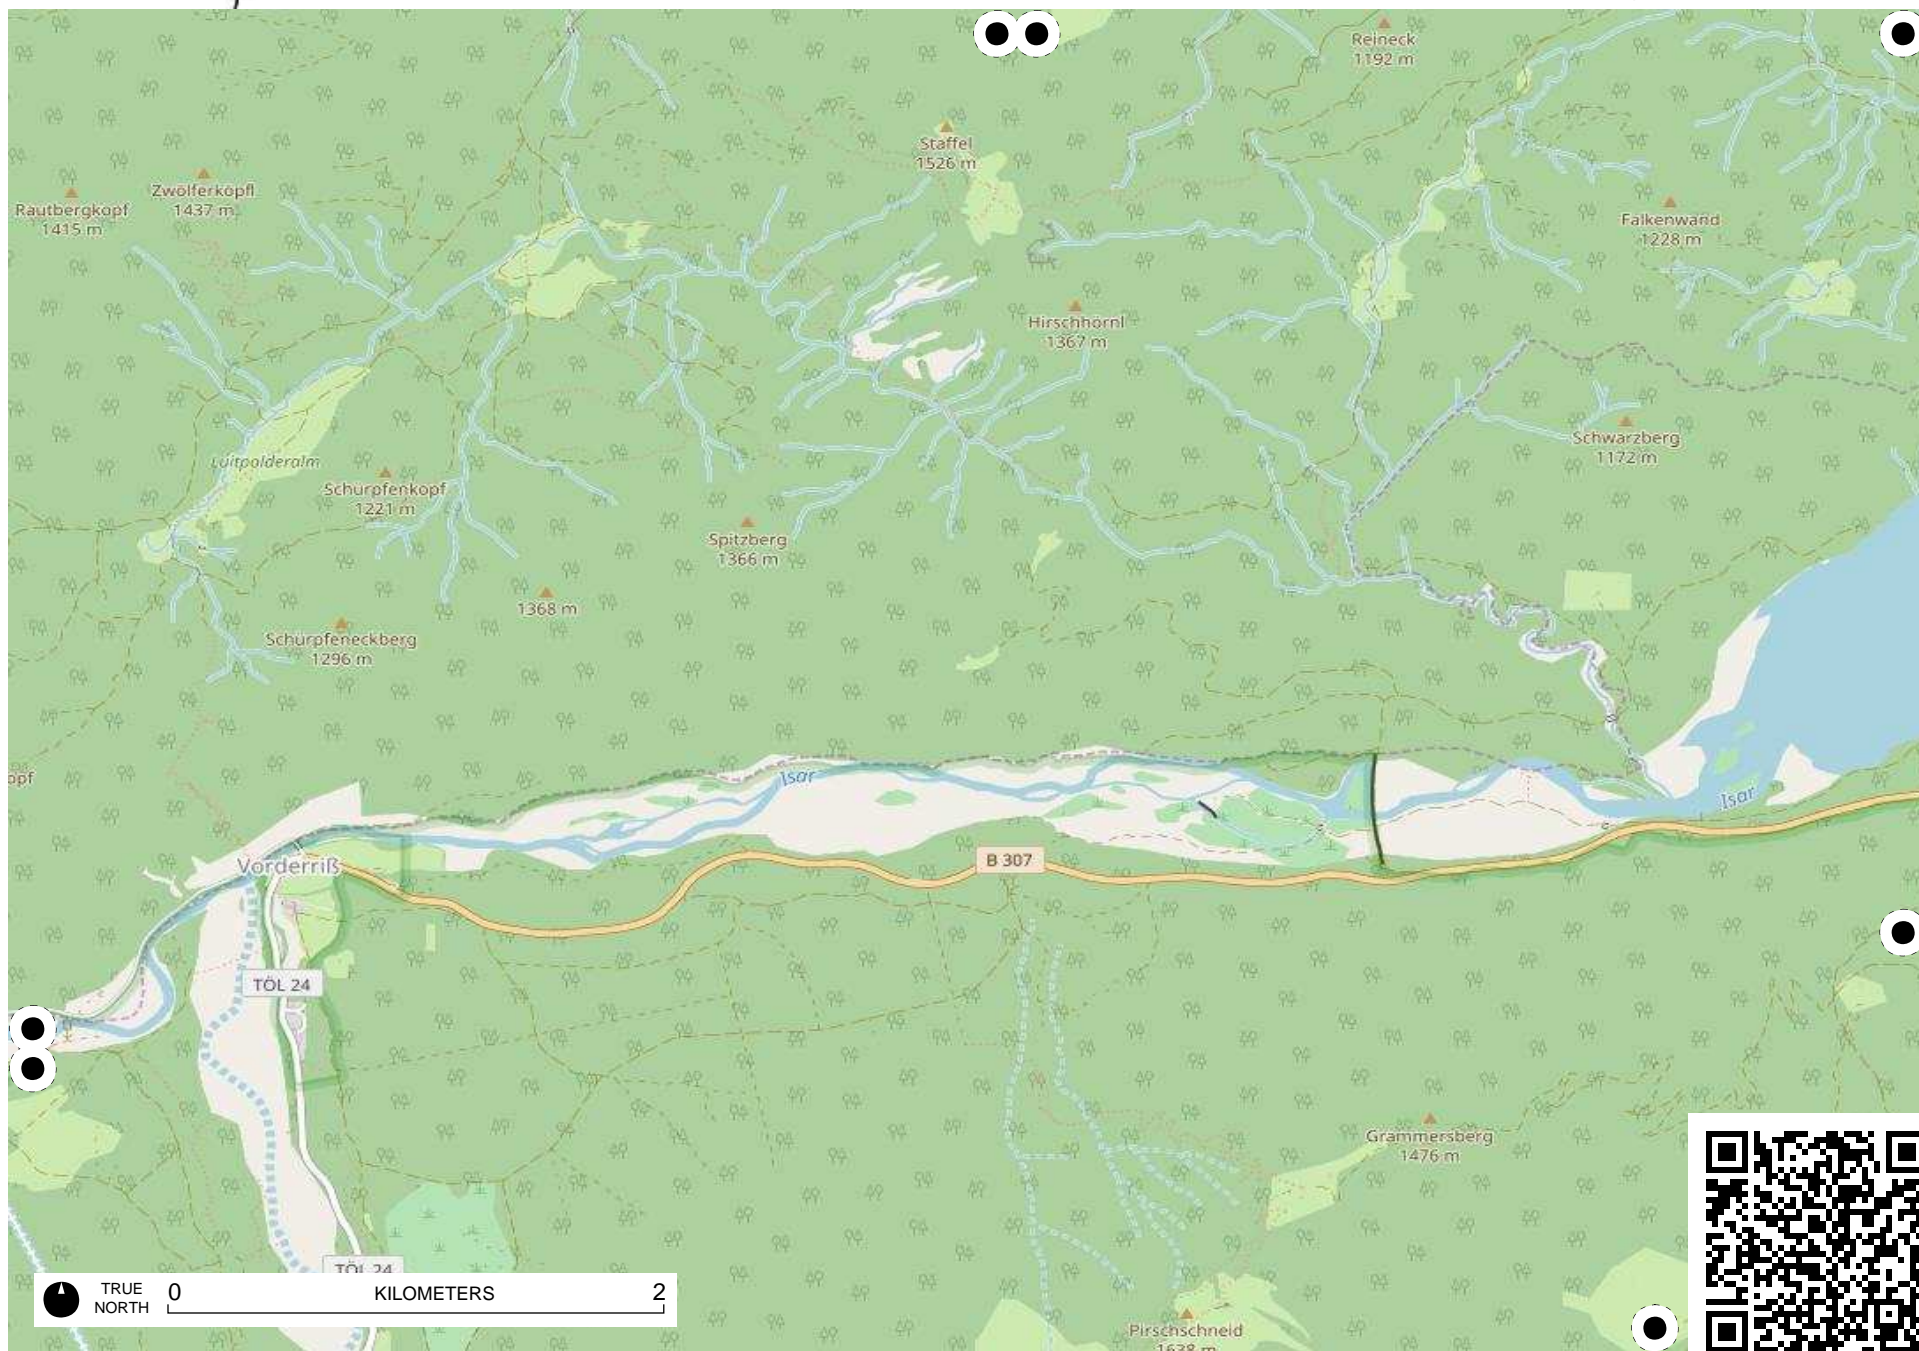 Reineck
1192 m
Staffel
1526 m
Zwölferköpfl
1437 m
Rautbergkopf
1415 m
Falkenwand
1228 m
Hirschhörnl
1367 m
Schwarzberg
1172 m
Luitpolderalm
Schürpfenkopf
1221 m
Spitzberg
1366 m
1368 m
Schürpfeneckberg
1296 m
opf
Isar
Isar
Vorderriß
B 307
TÖL 24
Grammersberg
1476 m
TÖL 24
TRUE
NORTH
0 KILOMETERS 2
Pirschschneid
1638 m